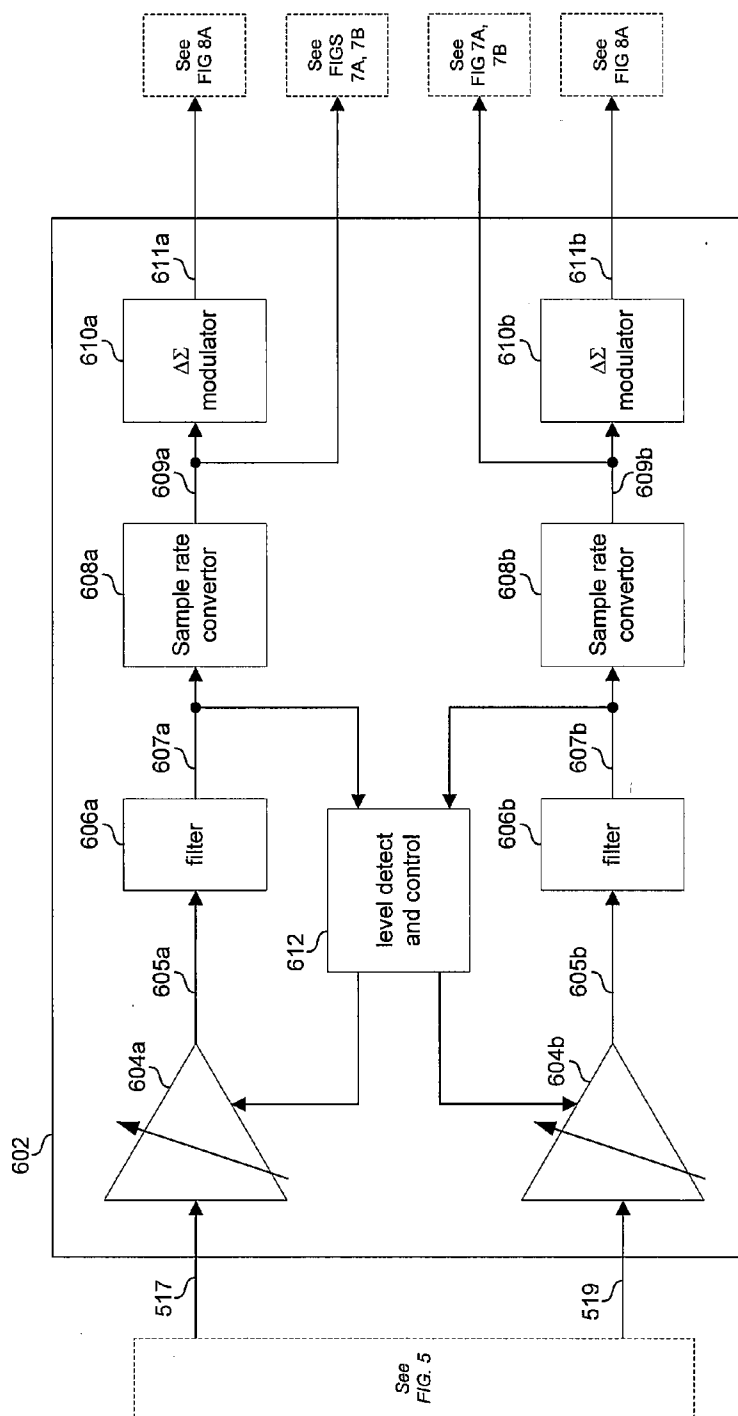 602
See
FIG. 5
517
519
604a
605a
606a
filter
607a
608a
Sample rate
convertor
609a
610a
ΔΣ
modulator
611a
612
level detect
and control
604b
605b
606b
filter
607b
608b
Sample rate
convertor
609b
610b
ΔΣ
modulator
611b
See
FIG 8A
See
FIGS
7A, 7B
See
FIG 7A,
7B
See
FIG 8A